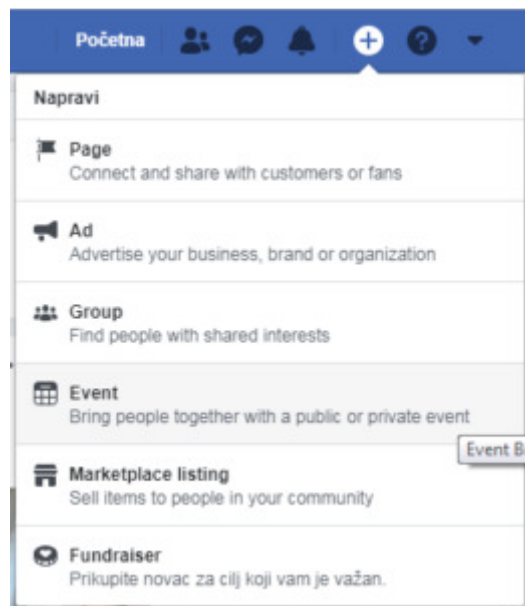 Početna
Napravi
Page
Connect and share with customers or fans
Ad
Advertise your business, brand or organization
Group
Find people with shared interests
Event
Bring people together with a public or private event
Event B
Marketplace listing
Sell items to people in your community
Fundraiser
Prikupite novac za cilj koji vam je važan.